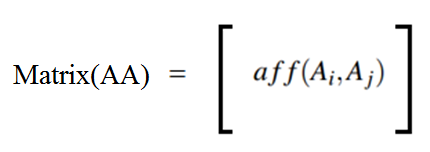 Matrix(AA) = [ aff(A_i,A_j) ]